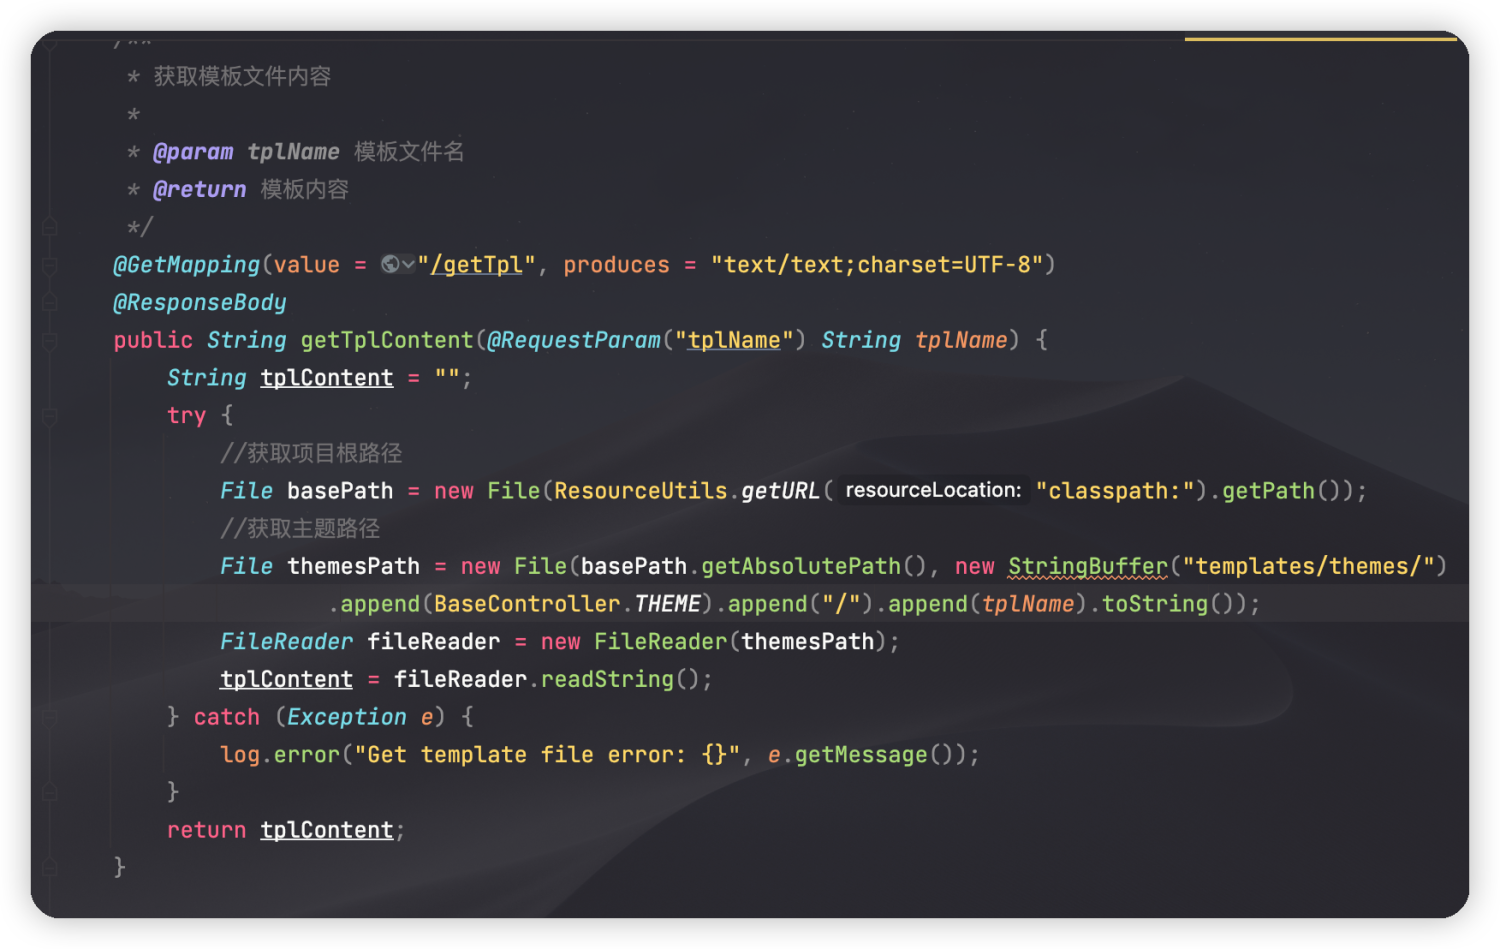 /**
* 获取模板文件内容
*
* @param tplName 模板文件名
* @return 模板内容
*/
@GetMapping(value = "/getTpl", produces = "text/text;charset=UTF-8")
@ResponseBody
public String getTplContent(@RequestParam("tplName") String tplName) {
String tplContent = "";
try {
//获取项目根路径
File basePath = new File(ResourceUtils.getURL( resourceLocation: "classpath:").getPath());
//获取主题路径
File themesPath = new File(basePath.getAbsolutePath(), new StringBuffer("templates/themes/")
.append(BaseController.THEME).append("/").append(tplName).toString());
FileReader fileReader = new FileReader(themesPath);
tplContent = fileReader.readString();
} catch (Exception e) {
log.error("Get template file error: {}", e.getMessage());
}
return tplContent;
}